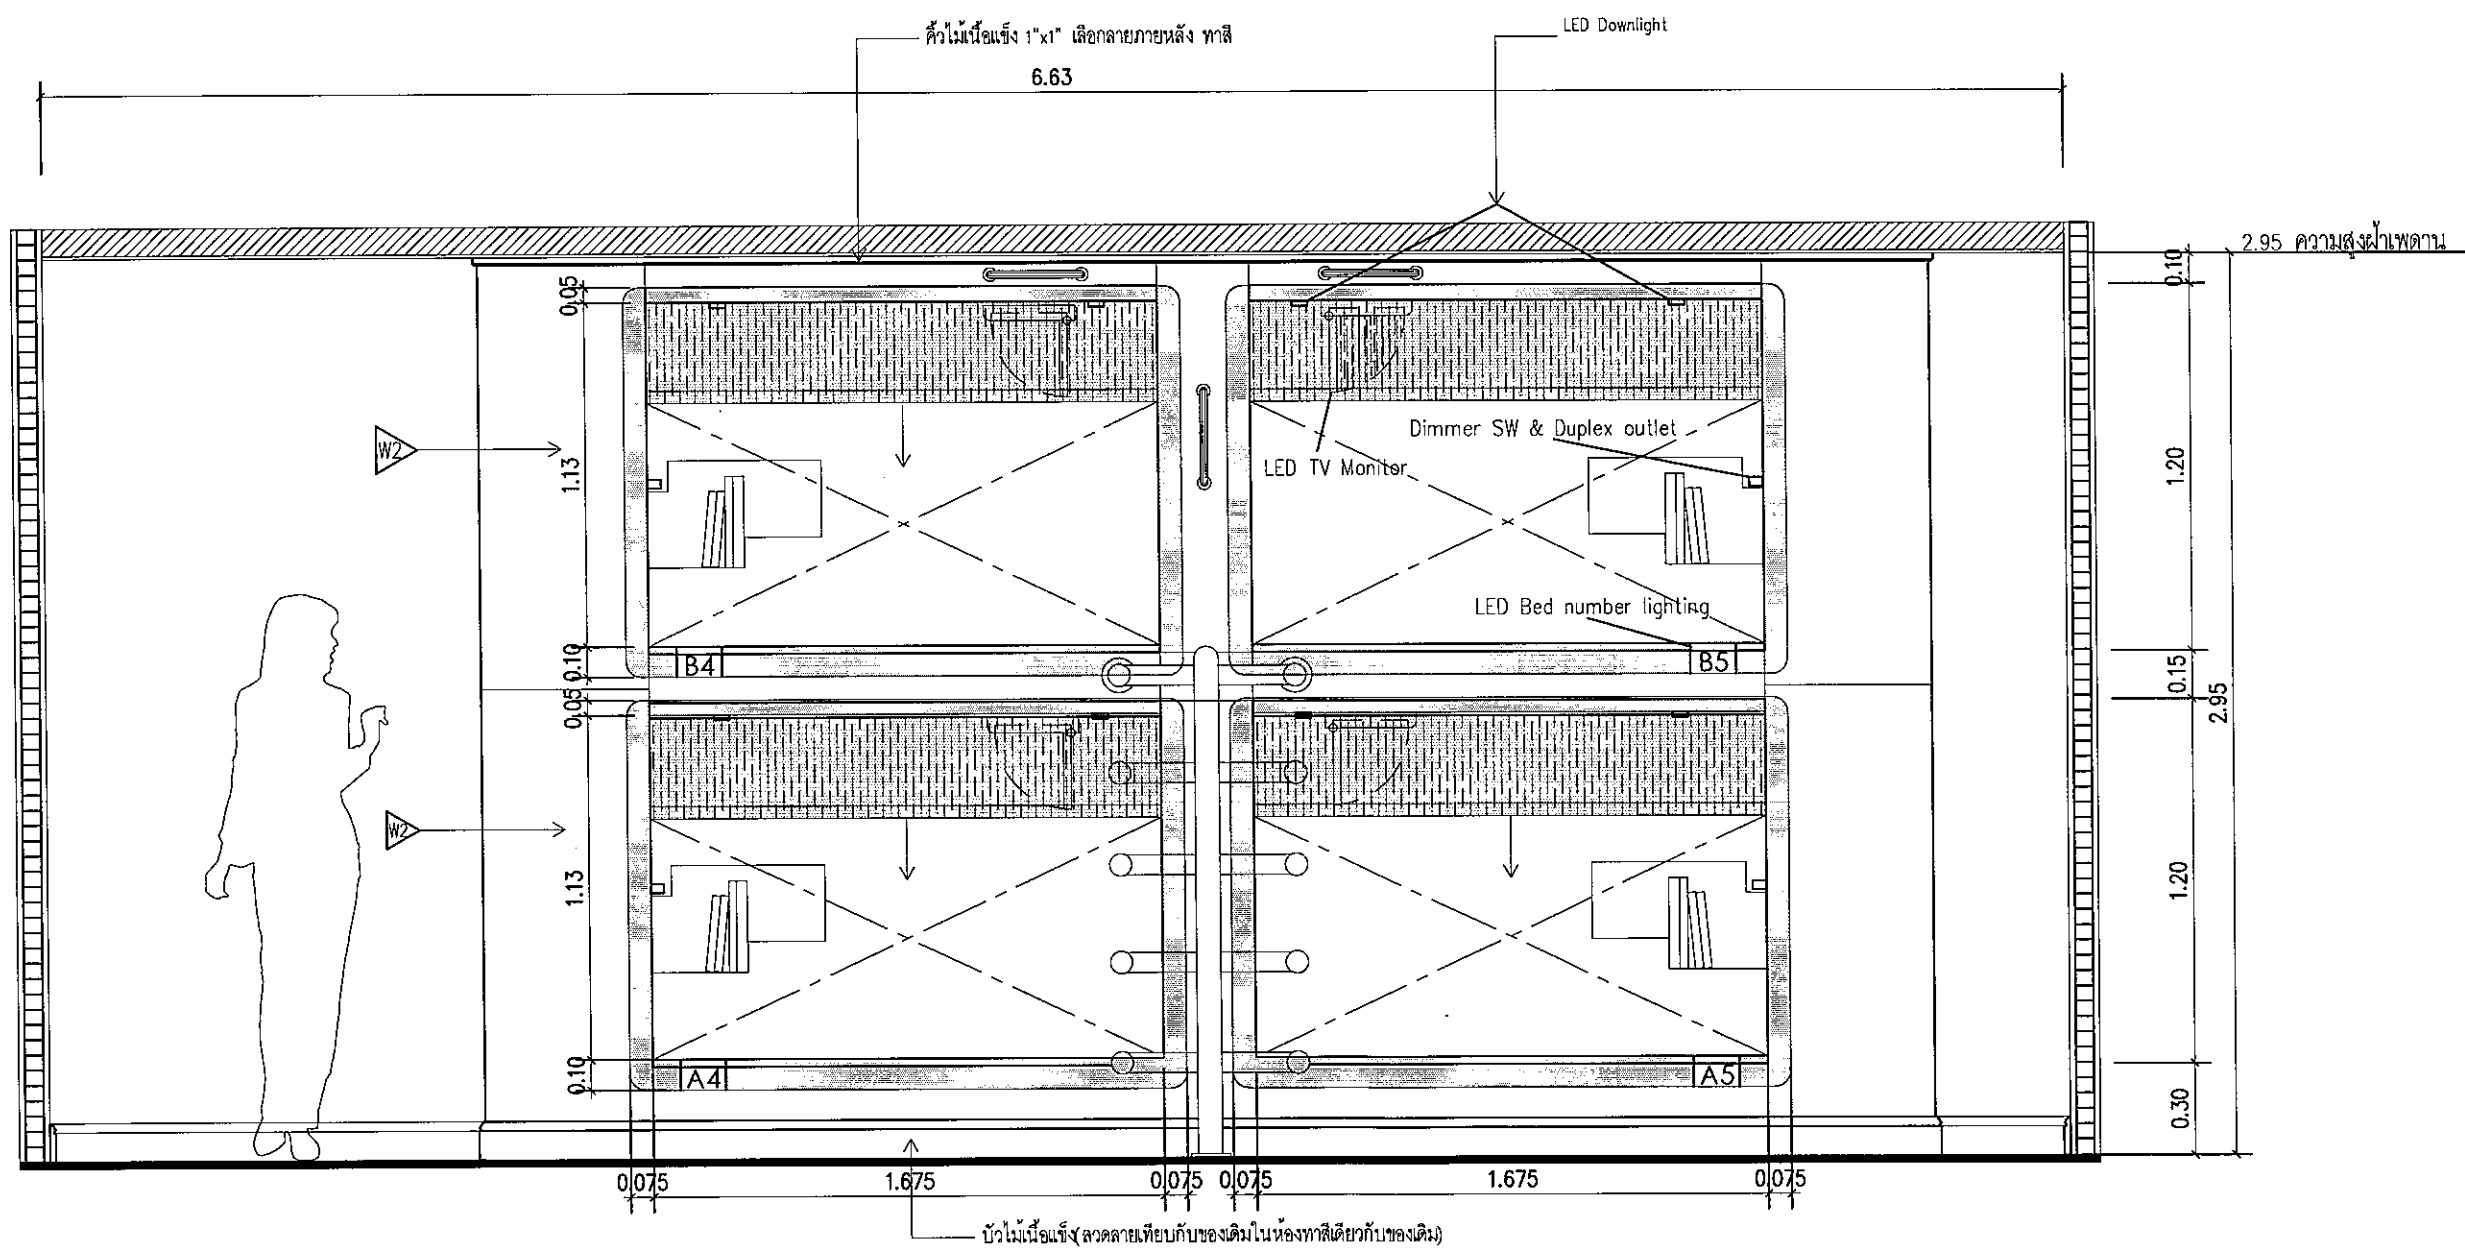 คิ้วไม้เนื้อแข็ง 1"x1" เลือกลายภายหลัง ทาสี
LED Downlight
6.63
2.95 ความสูงฝ้าเพดาน
0.10
0.05
W2
1.13
Dimmer SW & Duplex outlet
LED TV Monitor
1.20
LED Bed number lighting
0.10
B4
B5
0.15
0.05
2.95
W2
1.13
1.20
0.10
A4
A5
0.30
0.075
1.675
0.075
0.075
1.675
0.075
บัวไม้เนื้อแข็ง(ลวดลายเทียบกับของเดิมในห้องทาสีเดียวกับของเดิม)